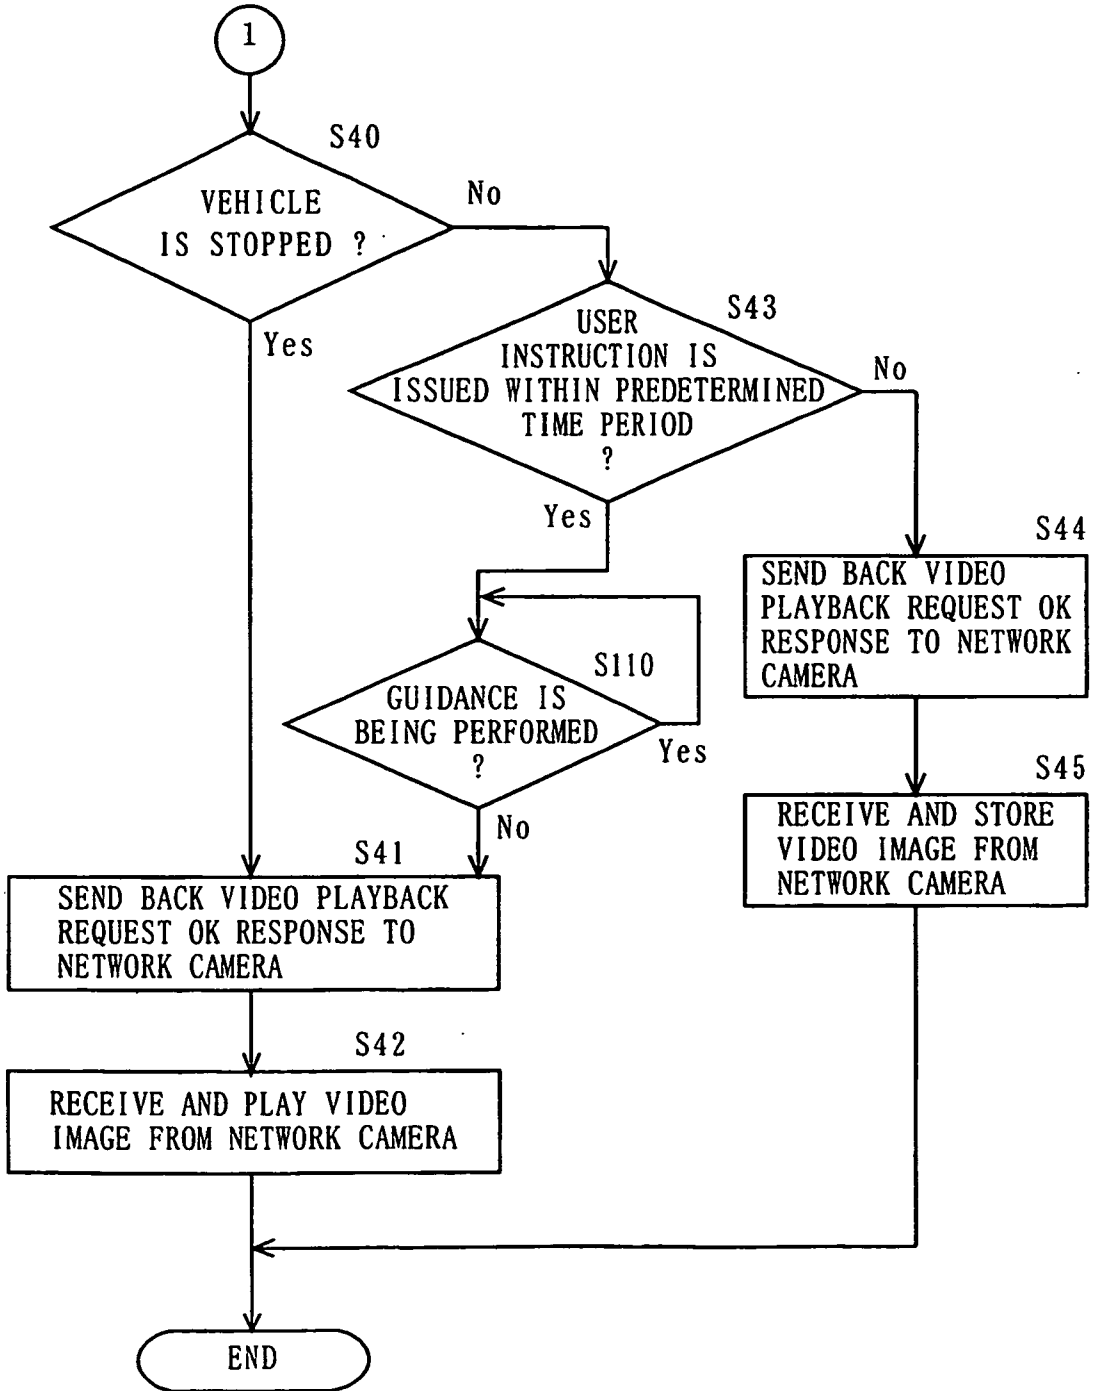 1
S40
VEHICLE
IS STOPPED ?
No
Yes
S43
USER
INSTRUCTION IS
ISSUED WITHIN PREDETERMINED
TIME PERIOD
?
No
Yes
S44
SEND BACK VIDEO
PLAYBACK REQUEST OK
RESPONSE TO NETWORK
CAMERA
S110
GUIDANCE IS
BEING PERFORMED
?
Yes
No
S45
RECEIVE AND STORE
VIDEO IMAGE FROM
NETWORK CAMERA
S41
SEND BACK VIDEO PLAYBACK
REQUEST OK RESPONSE TO
NETWORK CAMERA
S42
RECEIVE AND PLAY VIDEO
IMAGE FROM NETWORK CAMERA
END